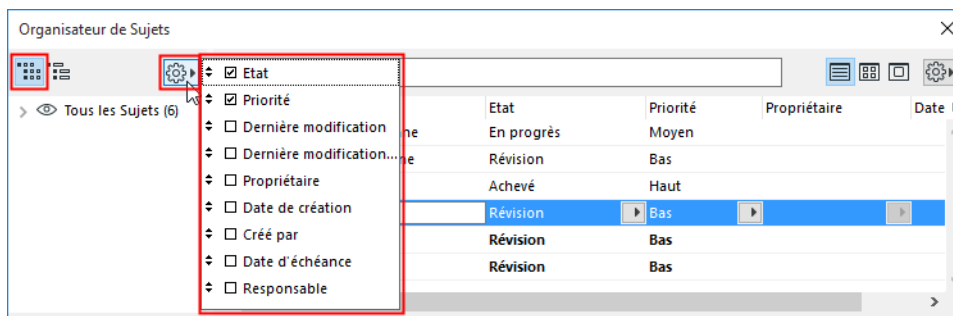 Organisateur de Sujets
Tous les Sujets (6)
Etat
Priorité
Dernière modification
Dernière modification...
Propriétaire
Date de création
Créé par
Date d'échéance
Responsable
Etat Priorité Propriétaire Date
ne En progrès Moyen
ne Révision Bas
Achevé Haut
Révision Bas
Révision Bas
Révision Bas